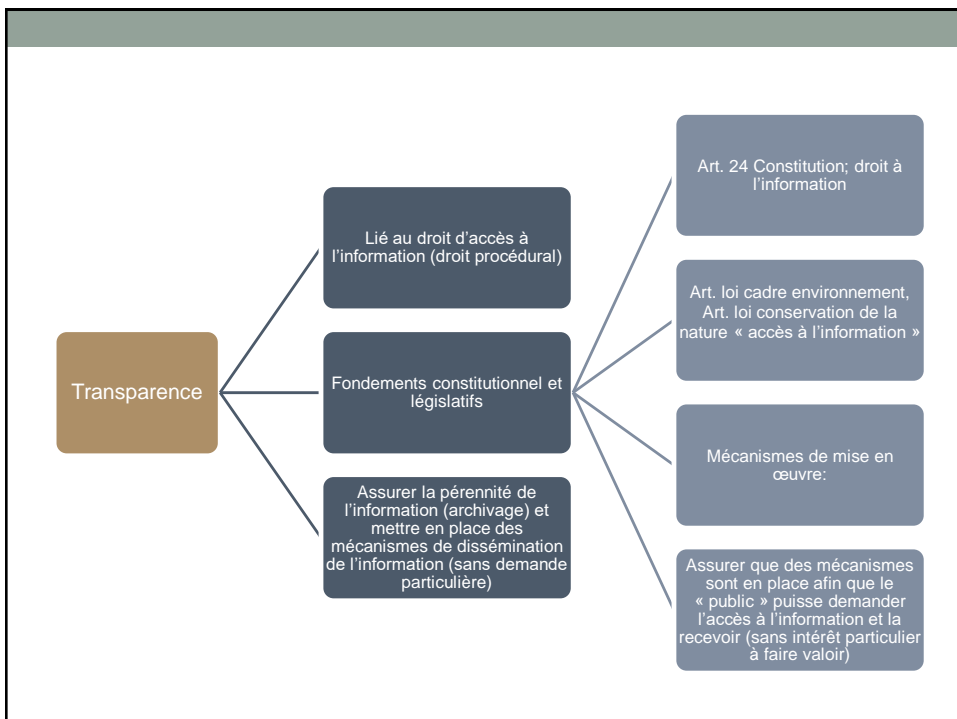 Transparence
Lié au droit d'accès à
l'information (droit procédural)
Fondements constitutionnel et
législatifs
Assurer la pérennité de
l'information (archivage) et
mettre en place des
mécanismes de dissémination
de l'information (sans demande
particulière)
Art. 24 Constitution; droit à
l'information
Art. loi cadre environnement,
Art. loi conservation de la
nature « accès à l'information »
Mécanismes de mise en
œuvre:
Assurer que des mécanismes
sont en place afin que le
« public » puisse demander
l'accès à l'information et la
recevoir (sans intérêt particulier
à faire valoir)